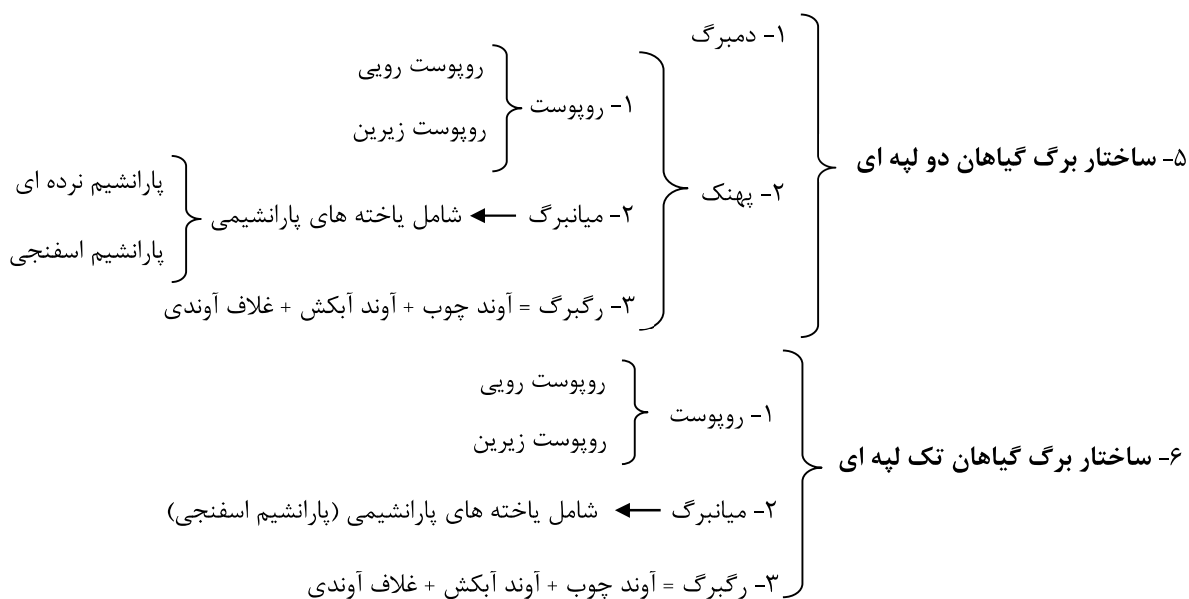 ۵- ساختار برگ گیاهان دو لپه ای
۱- دمبرگ
۲- پهنک
۱- روپوست
روپوست رویی
روپوست زیرین
۲- میانبرگ ← شامل یاخته های پارانشیمی
پارانشیم نرده ای
پارانشیم اسفنجی
۳- رگبرگ = آوند چوب + آوند آبکش + غلاف آوندی
۶- ساختار برگ گیاهان تک لپه ای
۱- روپوست
روپوست رویی
روپوست زیرین
۲- میانبرگ ← شامل یاخته های پارانشیمی (پارانشیم اسفنجی)
۳- رگبرگ = آوند چوب + آوند آبکش + غلاف آوندی